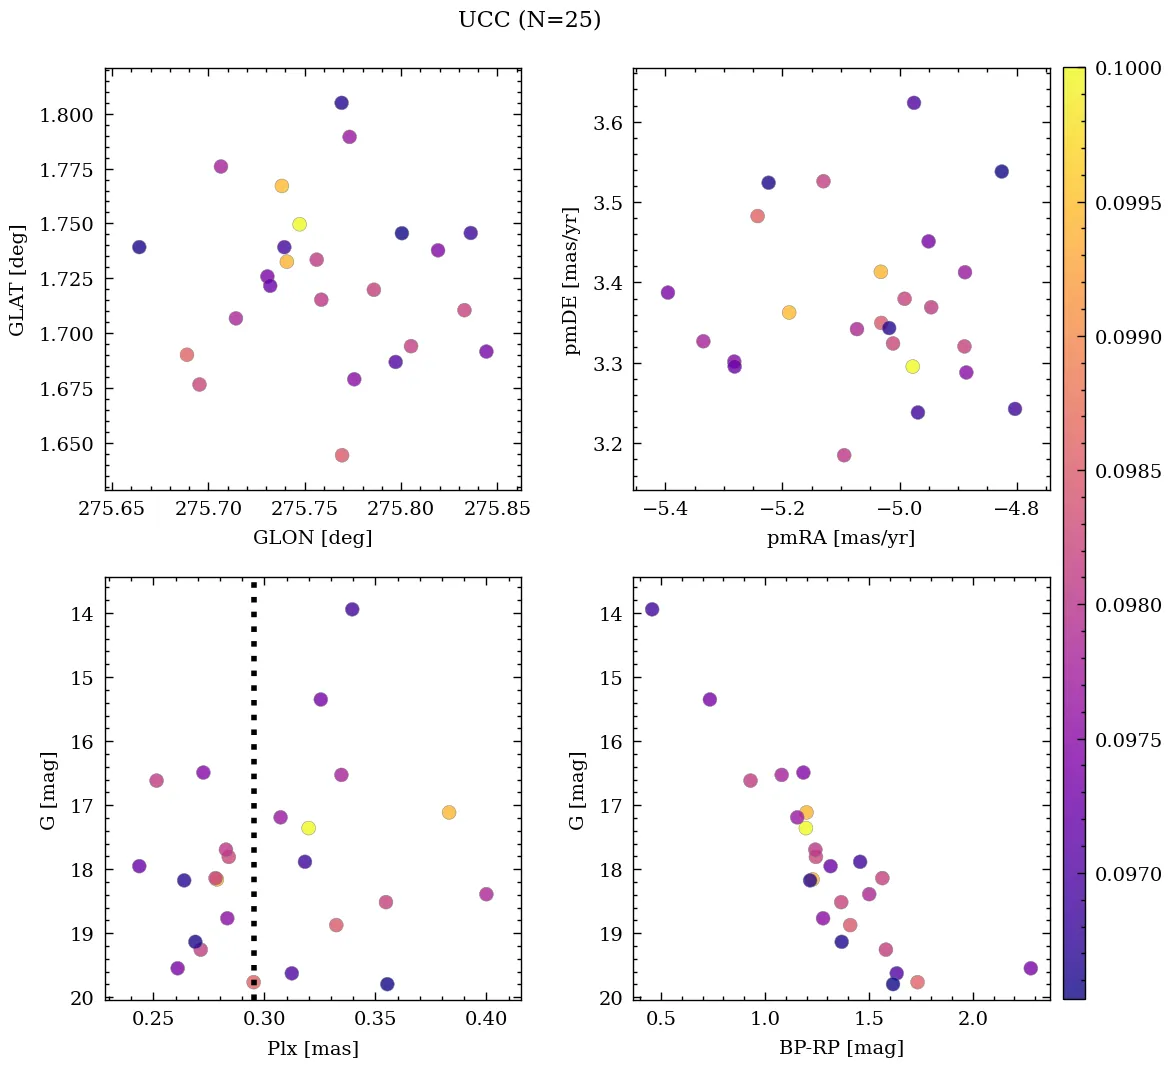 UCC (N=25)
1.800
1.775
1.750
1.725
1.700
1.675
1.650
GLAT [deg]
275.65 275.70 275.75 275.80 275.85
GLON [deg]
3.6
3.5
3.4
3.3
3.2
pmDE [mas/yr]
−5.4 −5.2 −5.0 −4.8
pmRA [mas/yr]
0.1000
0.0995
0.0990
0.0985
0.0980
0.0975
0.0970
14
15
16
17
18
19
20
G [mag]
0.25 0.30 0.35 0.40
Plx [mas]
14
15
16
17
18
19
20
G [mag]
0.5 1.0 1.5 2.0
BP-RP [mag]